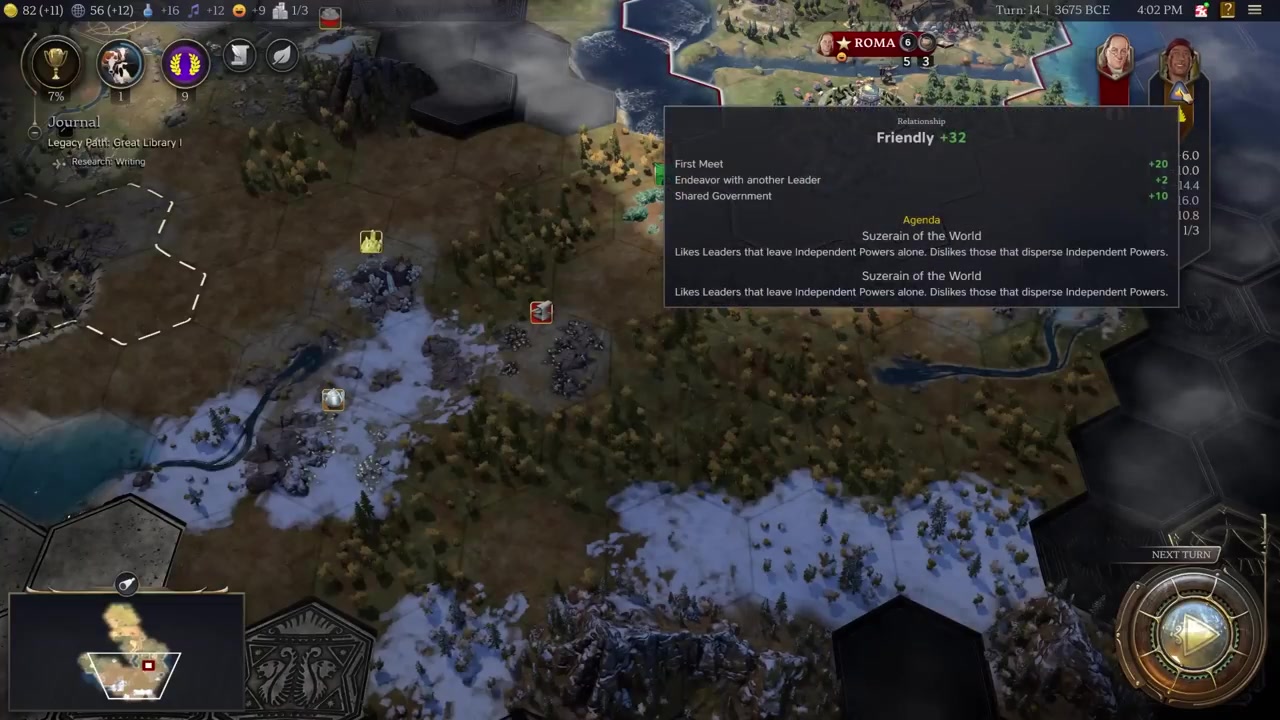 82 (+11) 56 (+12) +16 +12 +9 1/3
Turn: 14 | 3675 BCE 4:02 PM
ROMA 6
5 3
7% 1 9
Journal
Legacy Path: Great Library I
Research: Writing
Relationship
Friendly +32
First Meet +20
Endeavor with another Leader +2
Shared Government +10
Agenda
Suzerain of the World
Likes Leaders that leave Independent Powers alone. Dislikes those that disperse Independent Powers.
Suzerain of the World
Likes Leaders that leave Independent Powers alone. Dislikes those that disperse Independent Powers.
6.0
10.0
14.4
16.0
10.8
1/3
NEXT TURN